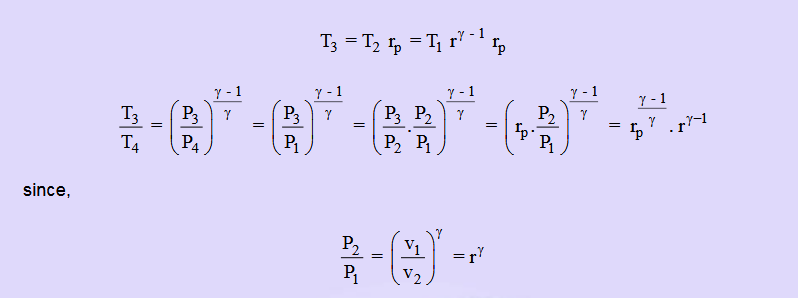 T₃ = T₂ rₚ = T₁ r^(γ - 1) rₚ
T₃/T₄ = (P₃/P₄)^((γ - 1)/γ) = (P₃/P₁)^((γ - 1)/γ) = (P₃/P₂ . P₂/P₁)^((γ - 1)/γ) = (rₚ . P₂/P₁)^((γ - 1)/γ) = rₚ^((γ - 1)/γ) . r^(γ–1)
since,
P₂/P₁ = (v₁/v₂)^γ = r^γ